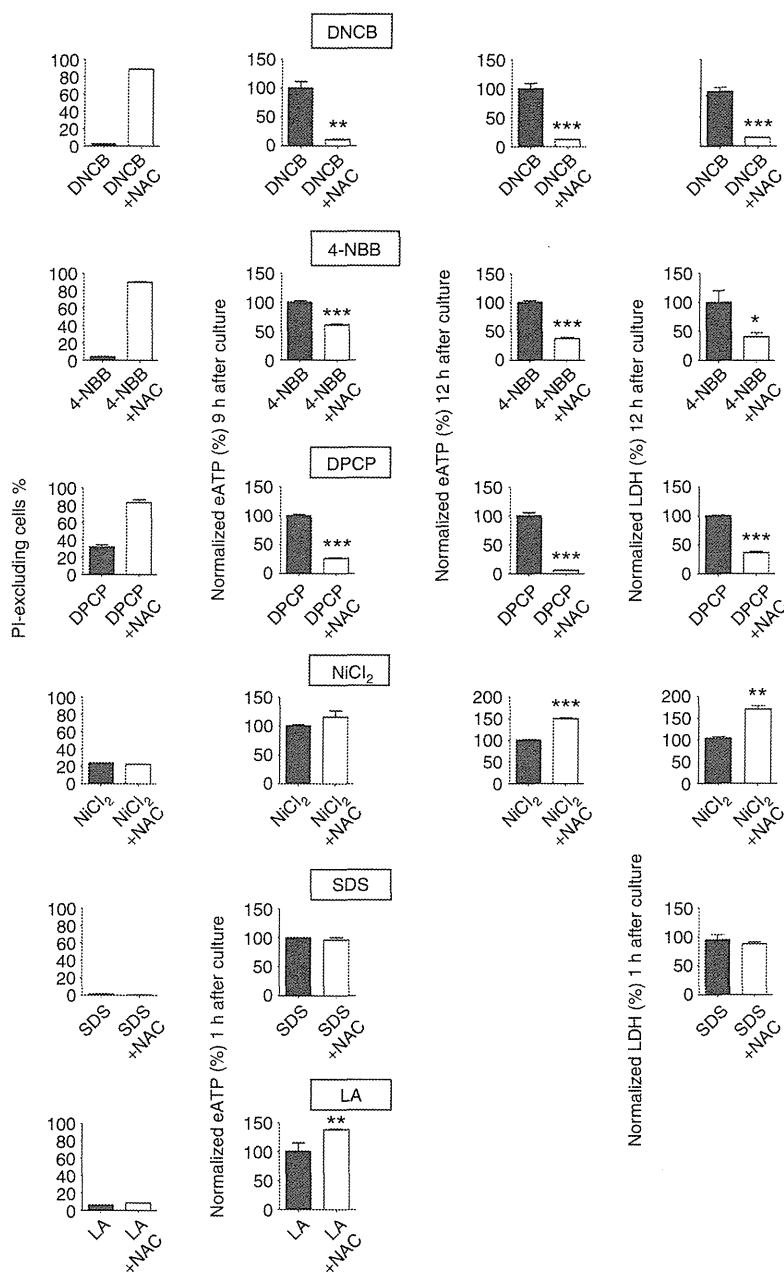 DNCB
100
80
60
40
20
0
DNCB
DNCB
+NAC
150
100
50
0
**
DNCB
DNCB
+NAC
150
100
50
0
***
DNCB
DNCB
+NAC
***
DNCB
DNCB
+NAC
4-NBB
100
80
60
40
20
0
4-NBB
4-NBB
+NAC
150
100
50
0
***
4-NBB
4-NBB
+NAC
150
100
50
0
***
4-NBB
4-NBB
+NAC
150
100
50
0
*
4-NBB
4-NBB
+NAC
PI-excluding cells %
Normalized eATP (%) 9 h after culture
Normalized eATP (%) 12 h after culture
Normalized LDH (%) 12 h after culture
DPCP
100
80
60
40
20
0
DPCP
DPCP
+NAC
150
100
50
0
***
DPCP
DPCP
+NAC
150
100
50
0
***
DPCP
DPCP
+NAC
150
100
50
0
***
DPCP
DPCP
+NAC
NiCl₂
100
80
60
40
20
0
NiCl₂
NiCl₂
+NAC
150
100
50
0
NiCl₂
NiCl₂
+NAC
200
150
100
50
0
***
NiCl₂
NiCl₂
+NAC
200
150
100
50
0
**
NiCl₂
NiCl₂
+NAC
SDS
100
80
60
40
20
0
SDS
SDS
+NAC
Normalized eATP (%) 1 h after culture
150
100
50
0
SDS
SDS
+NAC
Normalized LDH (%) 1 h after culture
150
100
50
0
SDS
SDS
+NAC
LA
100
80
60
40
20
0
LA
LA
+NAC
150
100
50
0
**
LA
LA
+NAC